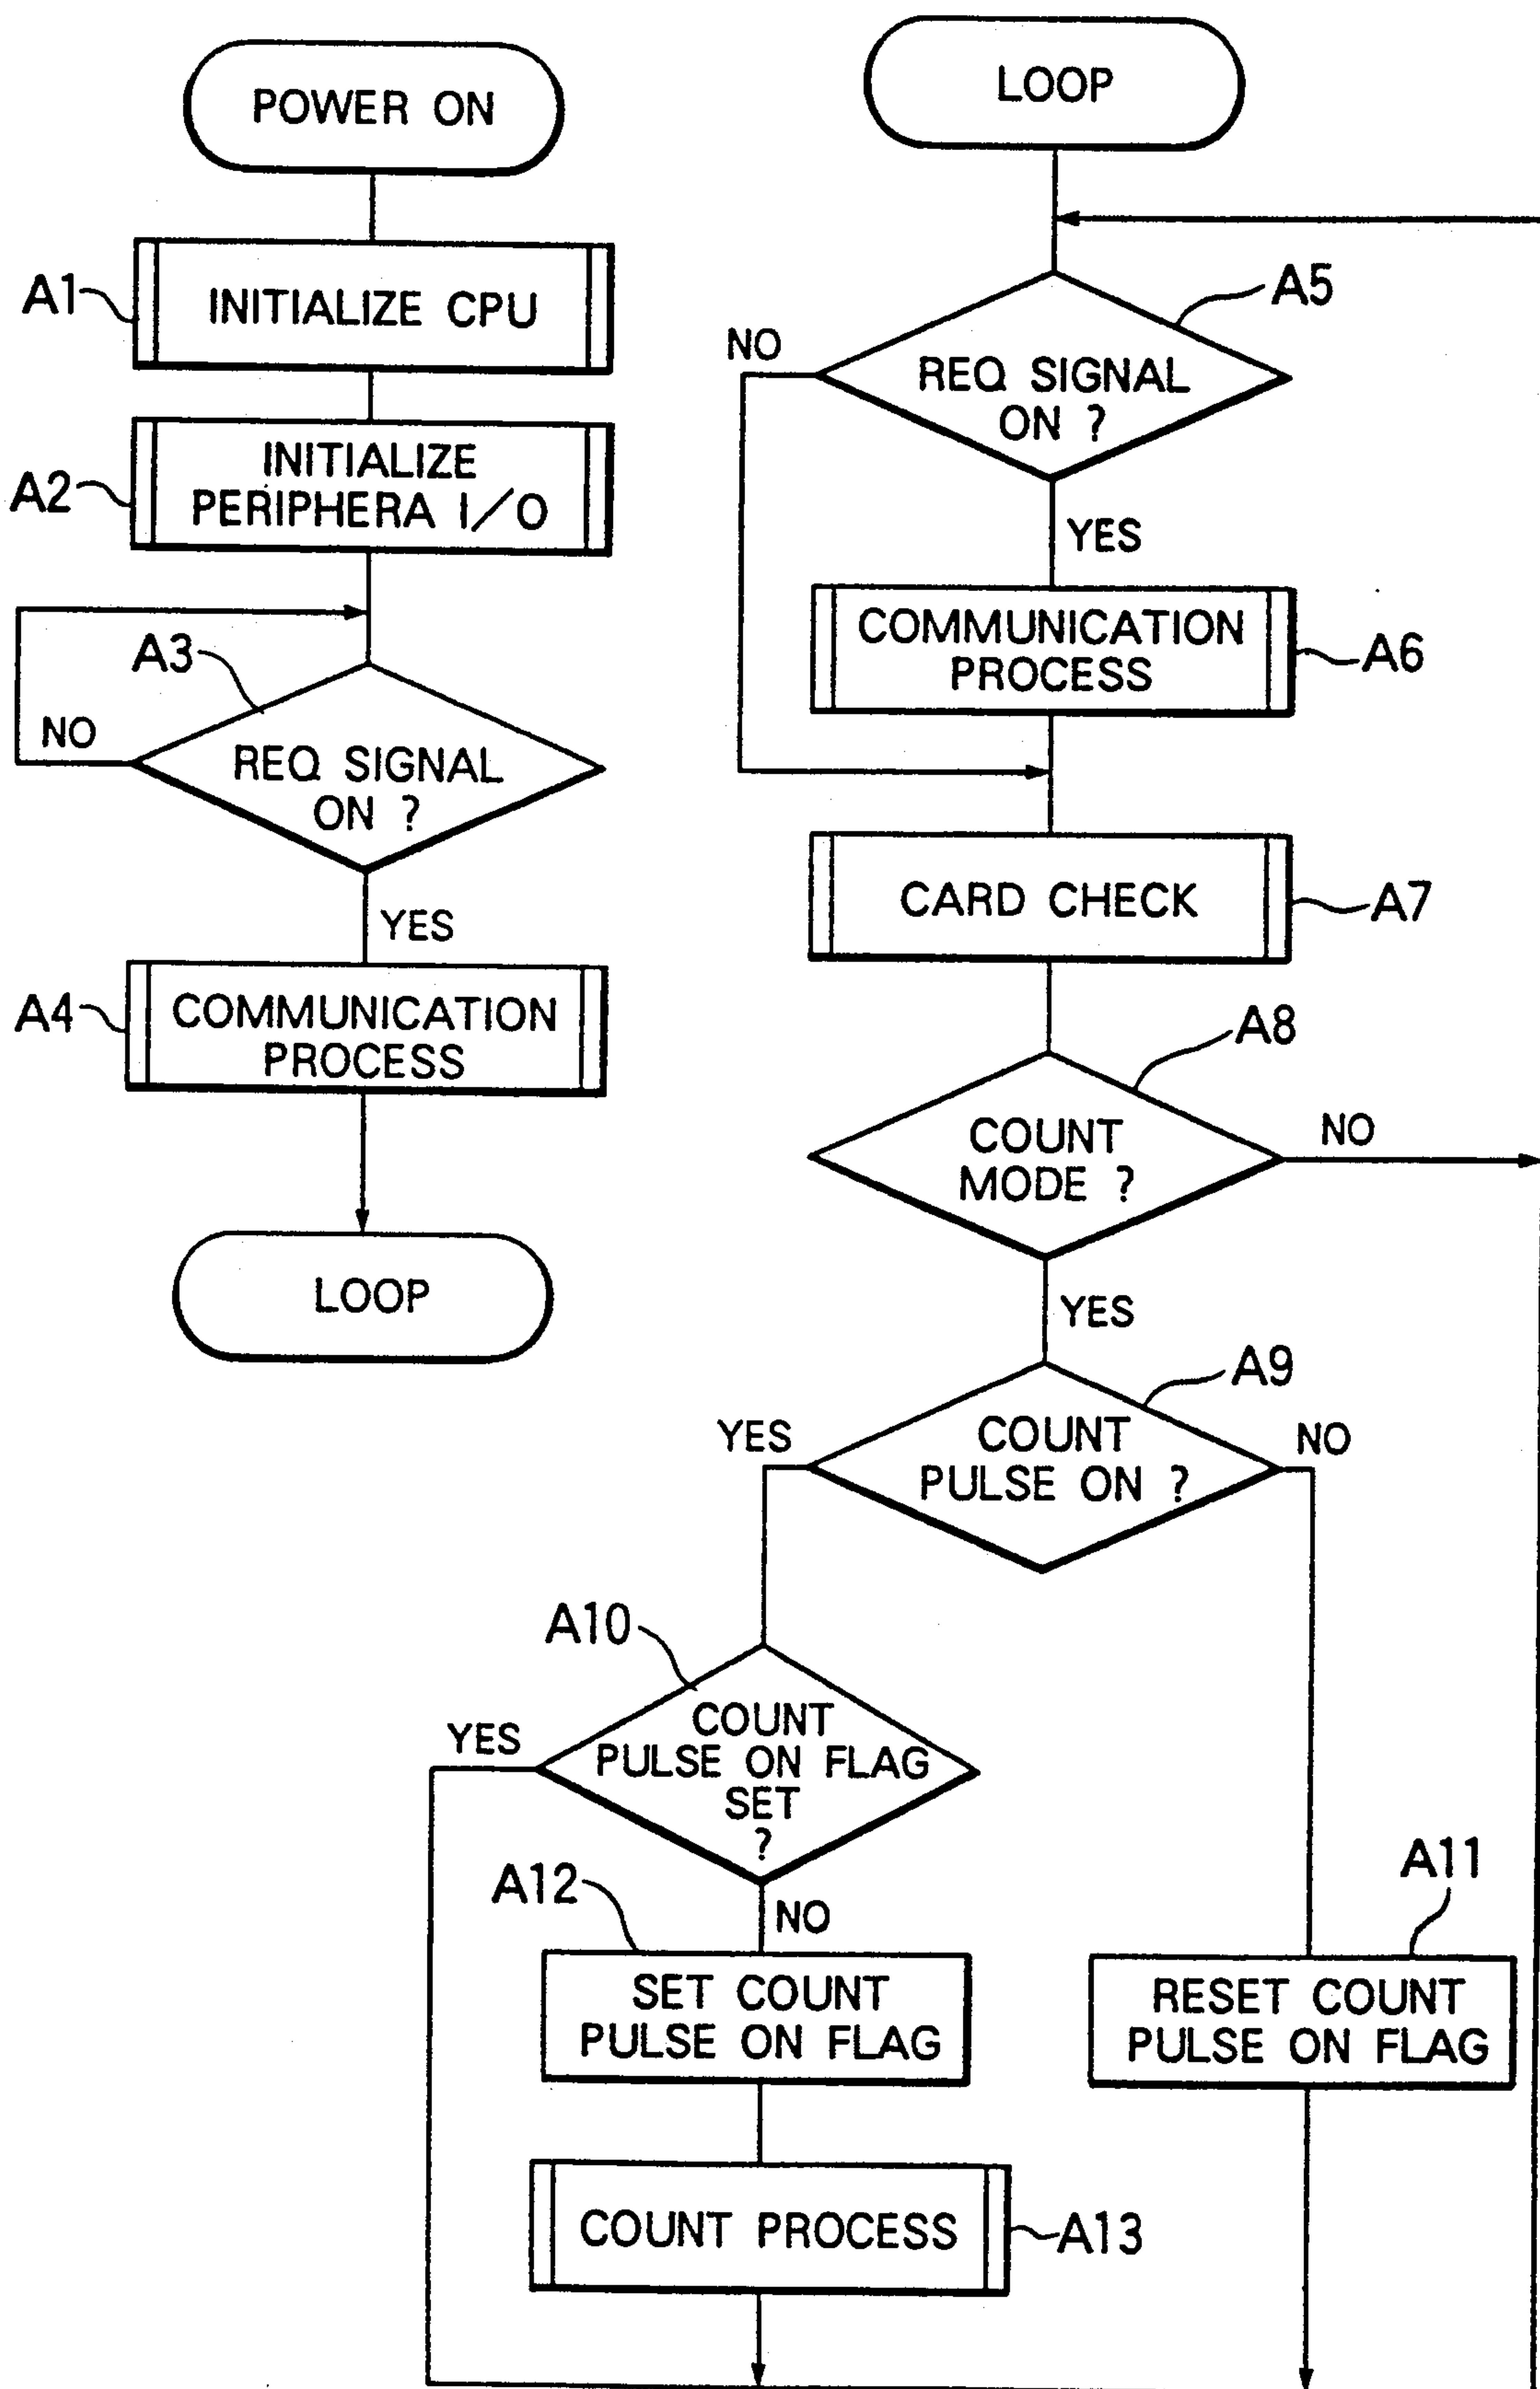 POWER ON
A1
INITIALIZE CPU
A2
INITIALIZE
PERIPHERA I/O
A3
NO
REQ SIGNAL
ON ?
YES
A4
COMMUNICATION
PROCESS
LOOP
LOOP
A5
NO
REQ SIGNAL
ON ?
YES
COMMUNICATION
PROCESS
A6
CARD CHECK
A7
A8
COUNT
MODE ?
NO
YES
A9
YES
COUNT
PULSE ON ?
NO
A10
YES
COUNT
PULSE ON FLAG
SET
?
A12
NO
SET COUNT
PULSE ON FLAG
A11
RESET COUNT
PULSE ON FLAG
COUNT PROCESS
A13